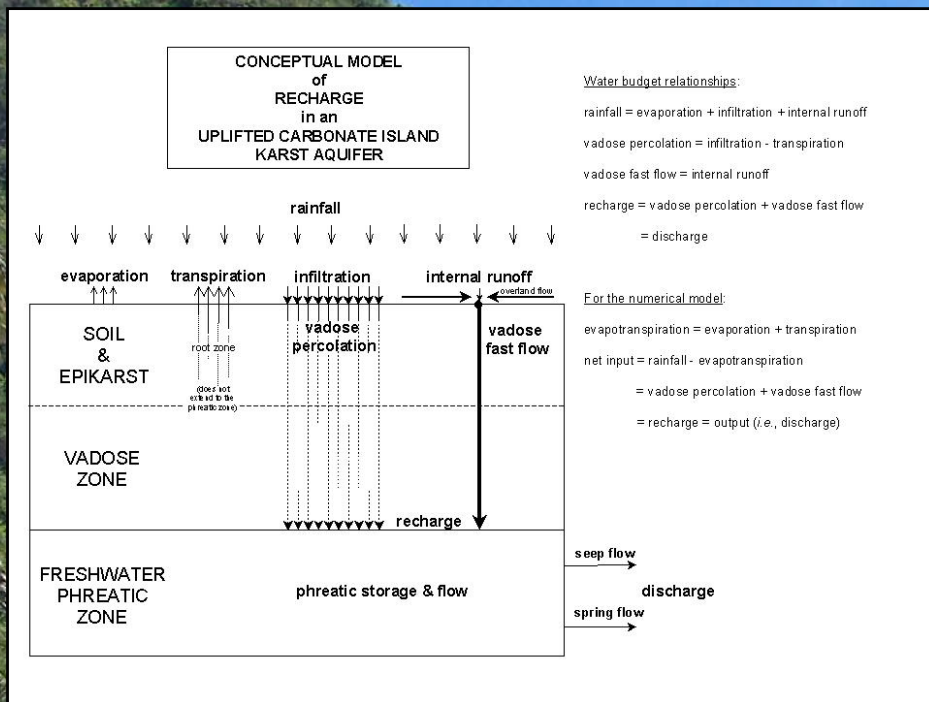 CONCEPTUAL MODEL
of
RECHARGE
in an
UPLIFTED CARBONATE ISLAND
KARST AQUIFER
Water budget relationships:
rainfall = evaporation + infiltration + internal runoff
vadose percolation = infiltration - transpiration
vadose fast flow = internal runoff
recharge = vadose percolation + vadose fast flow
= discharge
For the numerical model:
evapotranspiration = evaporation + transpiration
net input = rainfall - evapotranspiration
= vadose percolation + vadose fast flow
= recharge = output (i.e., discharge)
rainfall
evaporation transpiration infiltration internal runoff
overland flow
SOIL
&
EPIKARST
root zone
(does not
extend to the
phreatic zone)
vadose
percolation
vadose
fast flow
VADOSE
ZONE
recharge
FRESHWATER
PHREATIC
ZONE
phreatic storage & flow
seep flow
discharge
spring flow